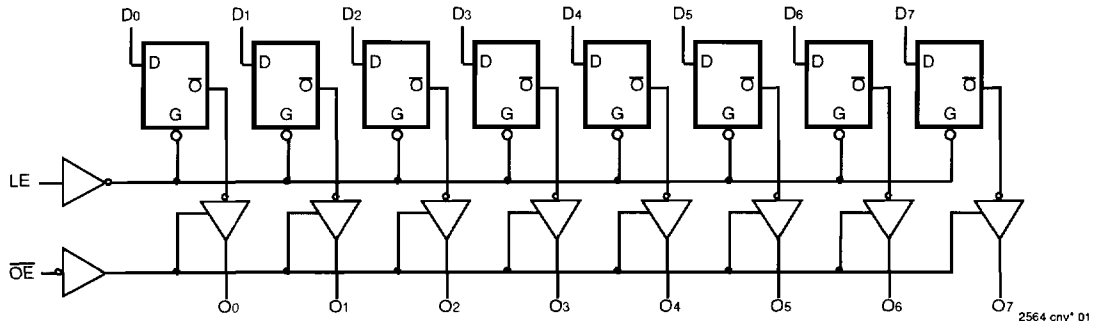 D0 D1 D2 D3 D4 D5 D6 D7
D D D D D D D D
O̅ O̅ O̅ O̅ O̅ O̅ O̅ O̅
G G G G G G G G
LE
O̅E̅
O0 O1 O2 O3 O4 O5 O6 O7
2564 cnv* 01